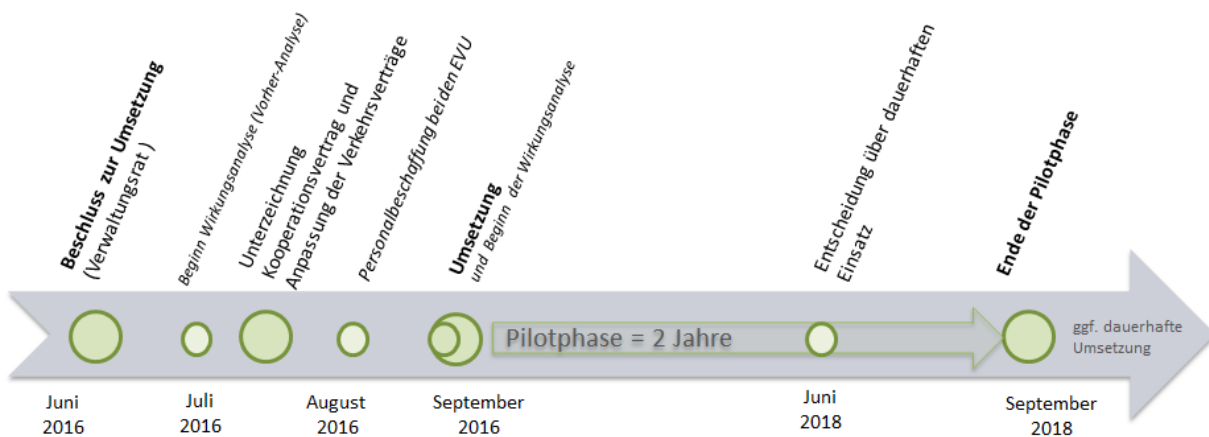 Beschluss zur Umsetzung
(Verwaltungsrat )
Beginn Wirkungsanalyse (Vorher-Analyse)
Unterzeichnung
Kooperationsvertrag und
Anpassung der Verkehrsverträge
Personalbeschaffung bei den EVU
Umsetzung
und Beginn der Wirkungsanalyse
Entscheidung über dauerhaften
Einsatz
Ende der Pilotphase
Pilotphase = 2 Jahre
ggf. dauerhafte
Umsetzung
Juni
2016
Juli
2016
August
2016
September
2016
Juni
2018
September
2018